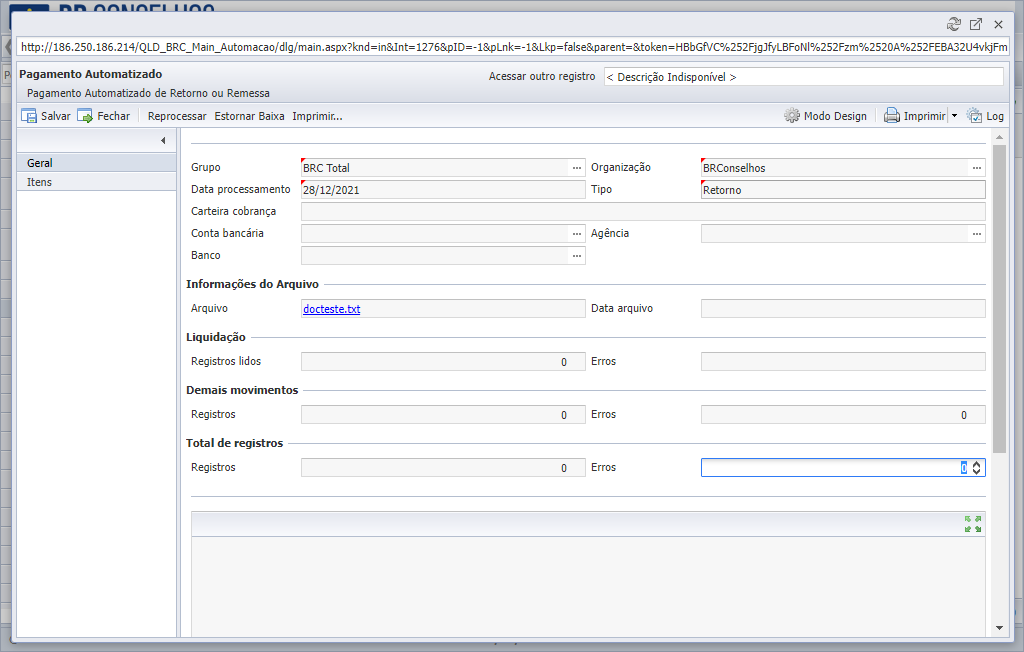 BR CONSELHOS
http://186.250.186.214/QLD_BRC_Main_Automacao/dlg/main.aspx?knd=in&Int=1276&pID=-1&pLnk=-1&Lkp=false&parent=&token=HBbGfVC%252FjgJfyLBFoNl%252Fzm%2520A%252FEBA32U4vkjFm
Pagamento Automatizado
Acessar outro registro < Descrição Indisponível >
Pagamento Automatizado de Retorno ou Remessa
Salvar Fechar Reprocessar Estornar Baixa Imprimir... Modo Design Imprimir Log
Geral
Itens
Grupo BRC Total ... Organização BRConselhos ...
Data processamento 28/12/2021 Tipo Retorno
Carteira cobrança
Conta bancária ... Agência ...
Banco ...
Informações do Arquivo
Arquivo docteste.txt Data arquivo
Liquidação
Registros lidos 0 Erros
Demais movimentos
Registros 0 Erros 0
Total de registros
Registros 0 Erros 0